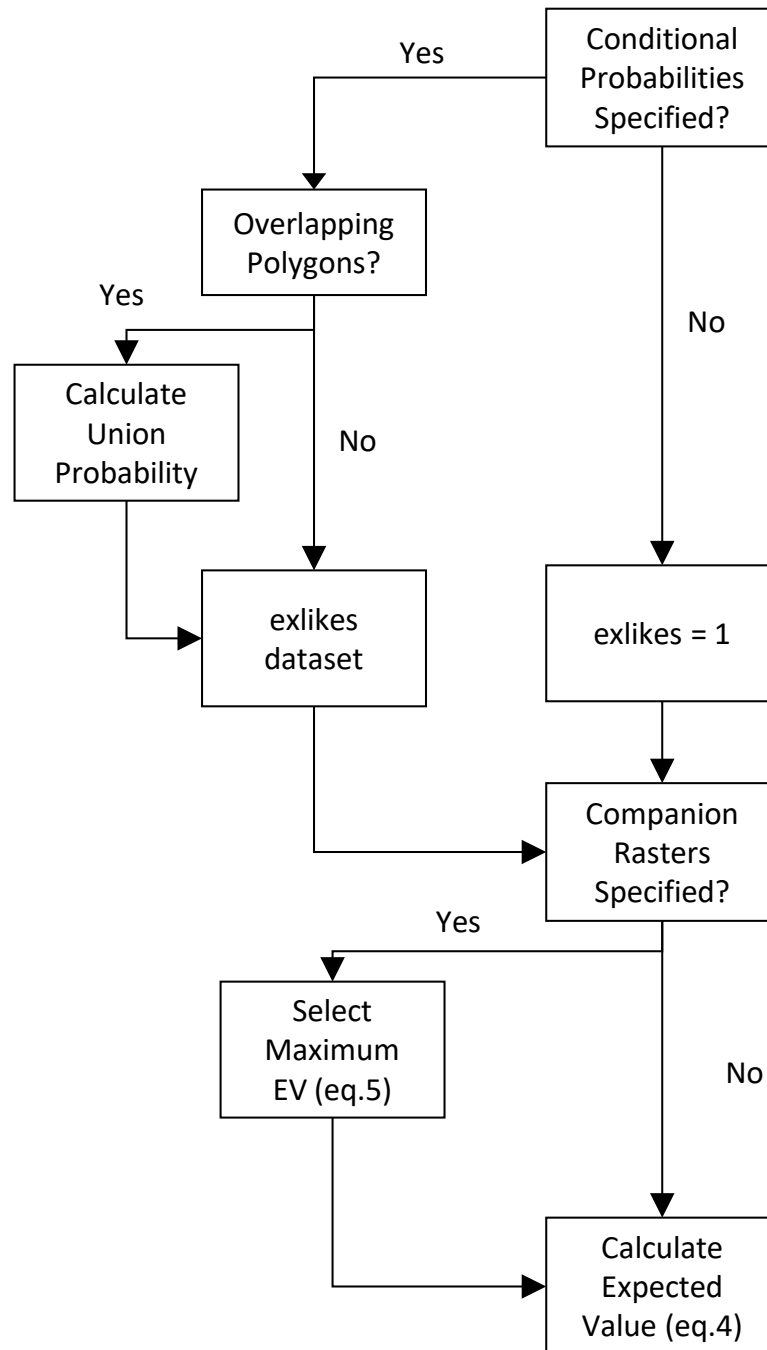 Conditional
Probabilities
Specified?
Yes
Overlapping
Polygons?
Yes
No
Calculate
Union
Probability
No
exlikes
dataset
exlikes = 1
Companion
Rasters
Specified?
Yes
Select
Maximum
EV (eq.5)
No
Calculate
Expected
Value (eq.4)